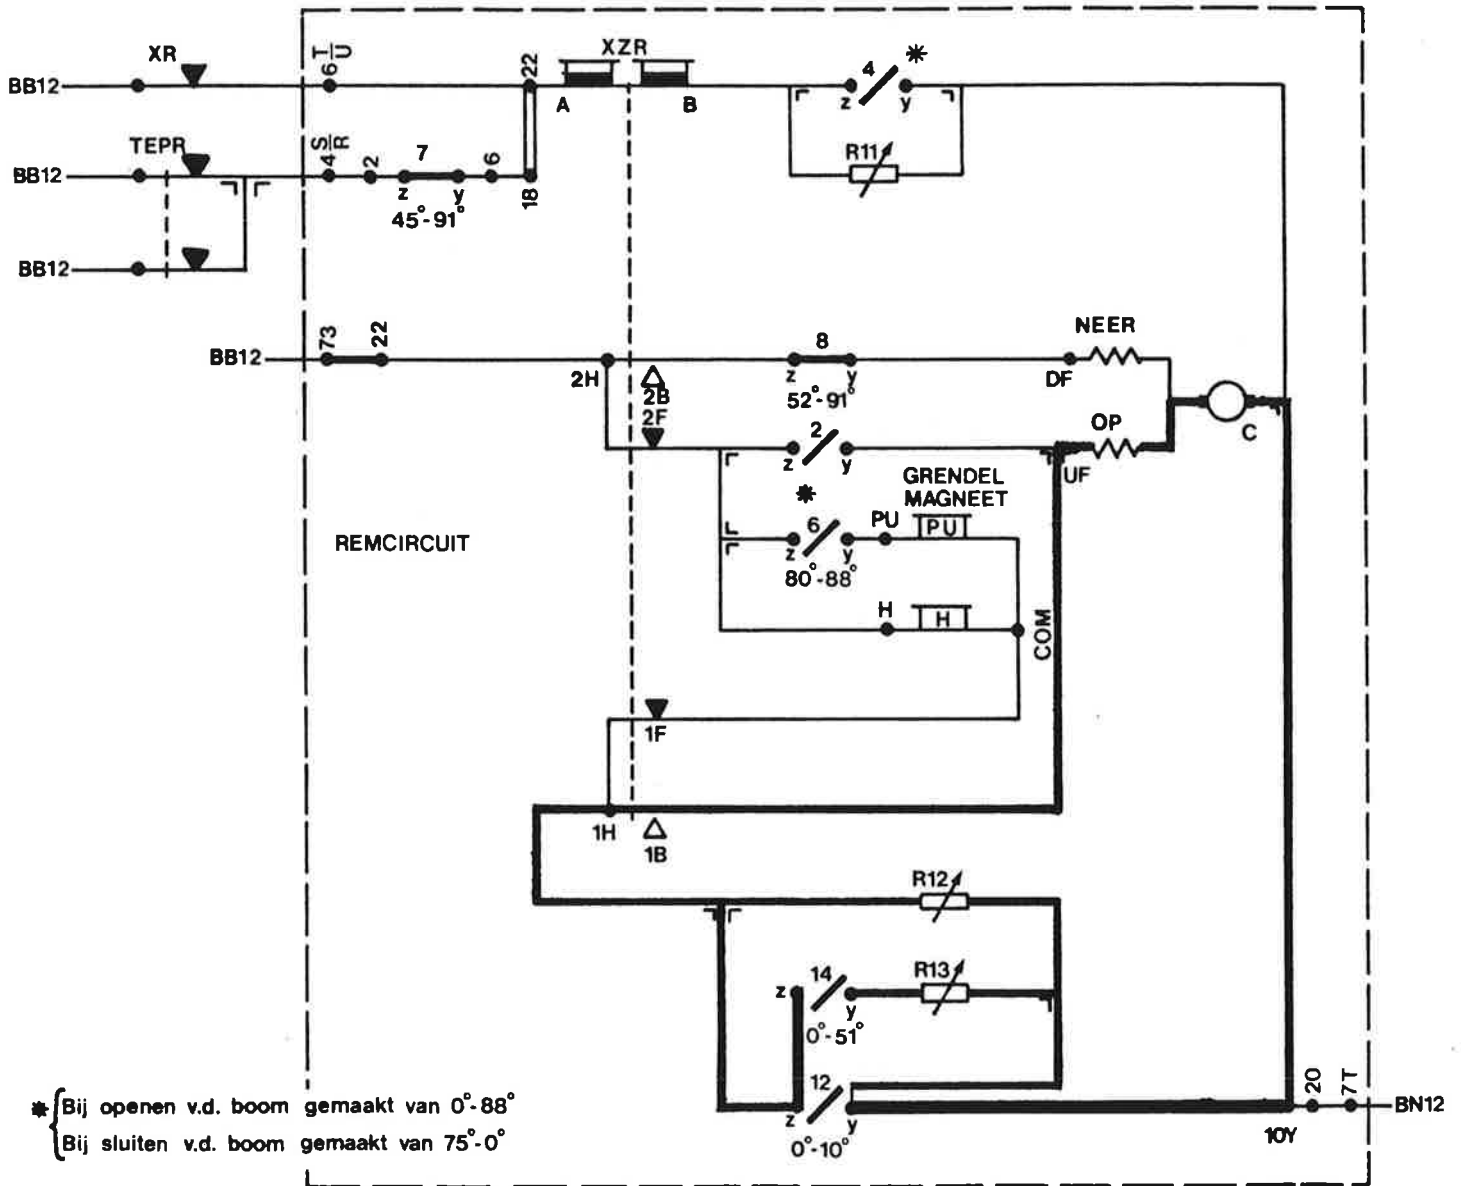 XR
T
U
6
22
XZR
4
*
BB12
A
B
z
y
TEPR
S
R
4
2
7
6
18
R11
BB12
z
y
45°-91°
BB12
73
22
8
NEER
BB12
2H
2B
z
y
DF
52°-91°
2F
2
OP
C
z
y
UF
*
GRENDEL
MAGNEET
6
PU
PU
REMCIRCUIT
z
y
80°-88°
H
H
COM
1F
1H
1B
R12
14
R13
z
y
0°-51°
12
20
7T
BN12
z
y
10Y
0°-10°
* { Bij openen v.d. boom gemaakt van 0°-88°
Bij sluiten v.d. boom gemaakt van 75°-0°